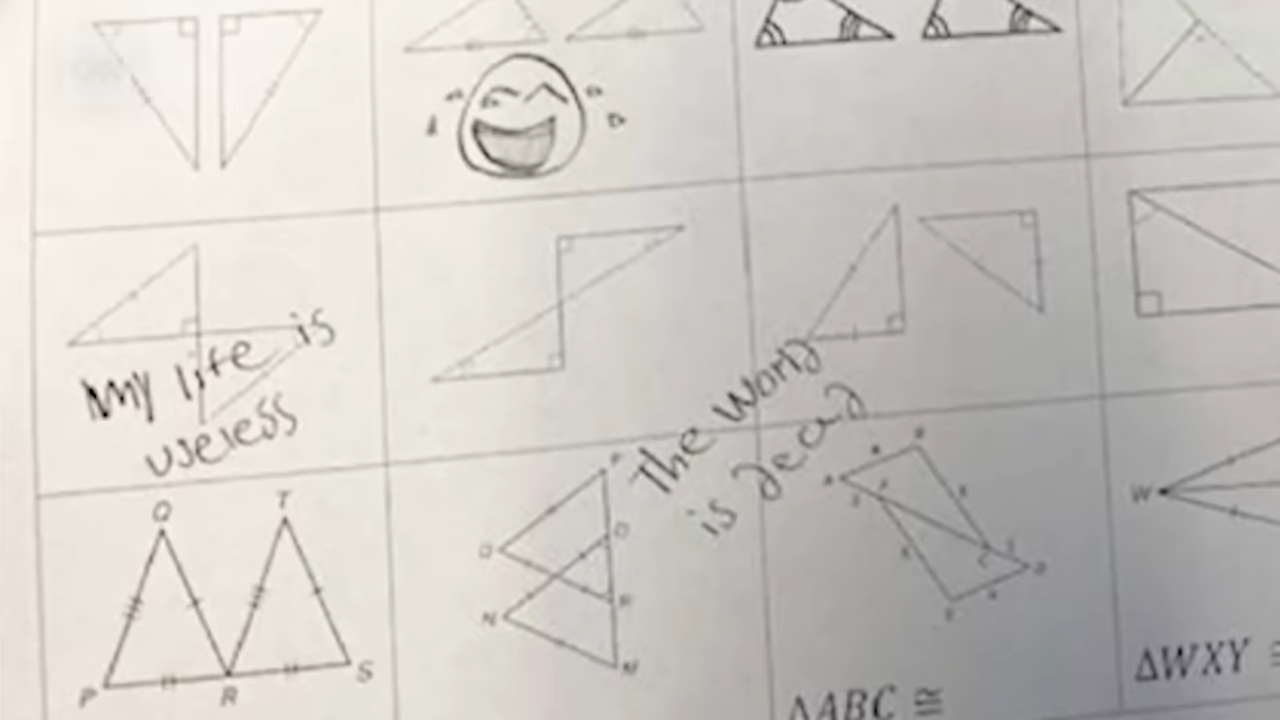 My life is
useless
The World
is dead
Q
T
P
R
S
N
W
ΔABC ≅
ΔWXY ≅